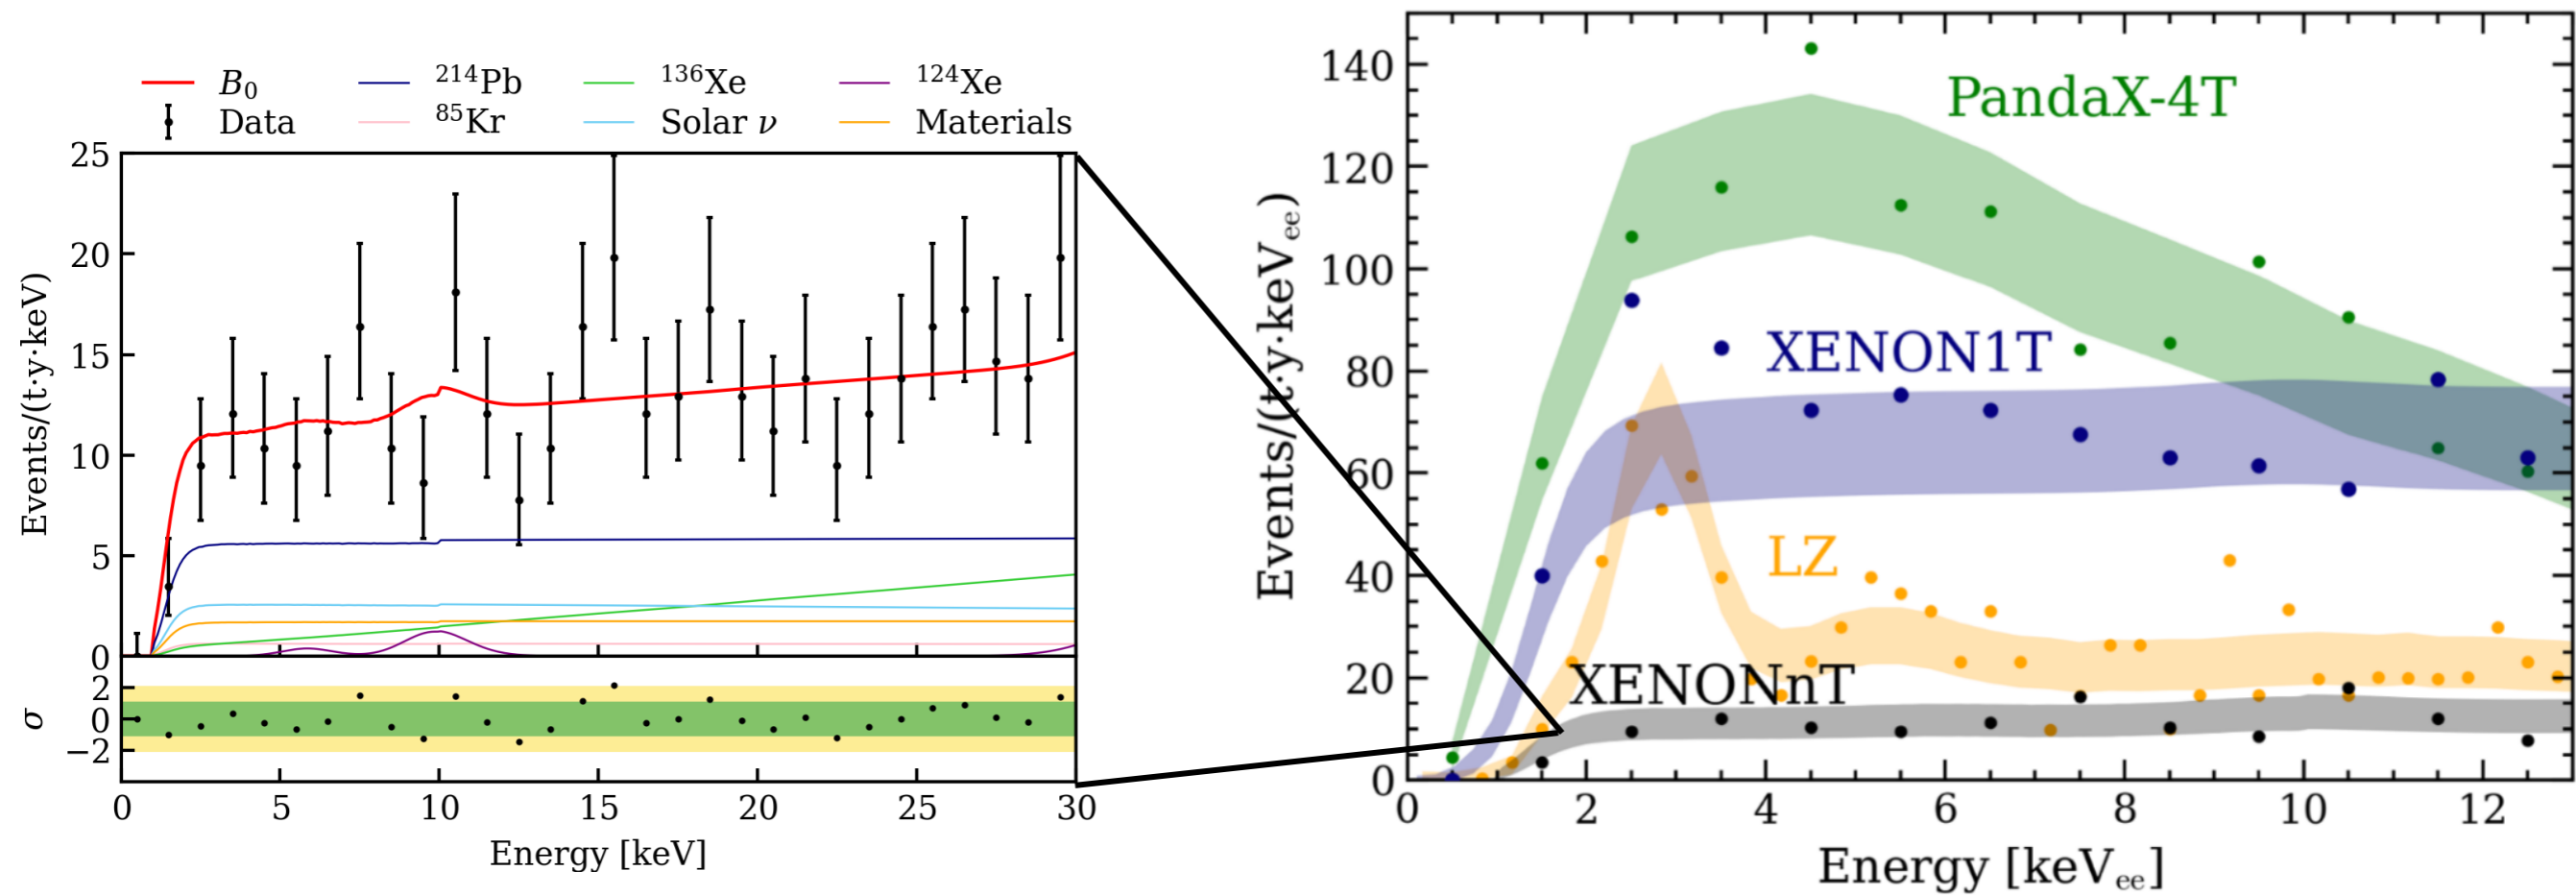 B₀ ²¹⁴Pb ¹³⁶Xe ¹²⁴Xe
Data ⁸⁵Kr Solar ν Materials
25
20
15
10
5
0
Events/(t·y·keV)
2
0
−2
σ
0 5 10 15 20 25 30
Energy [keV]
140
120
100
80
60
40
20
0
Events/(t·y·keVₑₑ)
PandaX-4T
XENON1T
LZ
XENONnT
0 2 4 6 8 10 12
Energy [keVₑₑ]